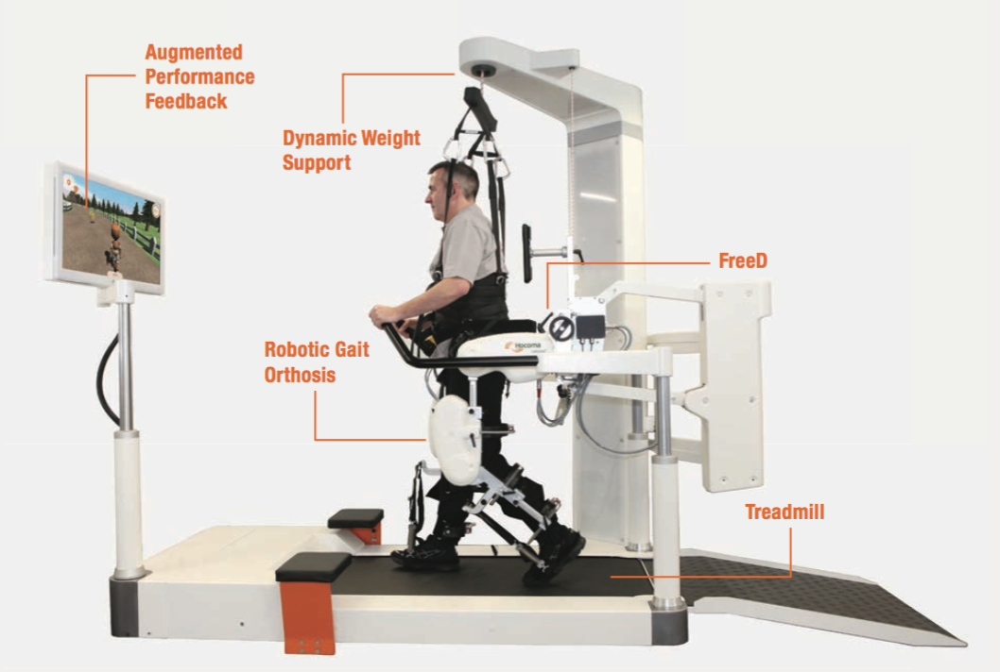 Augmented
Performance
Feedback
Dynamic Weight
Support
FreeD
Robotic Gait
Orthosis
Hocoma
Treadmill